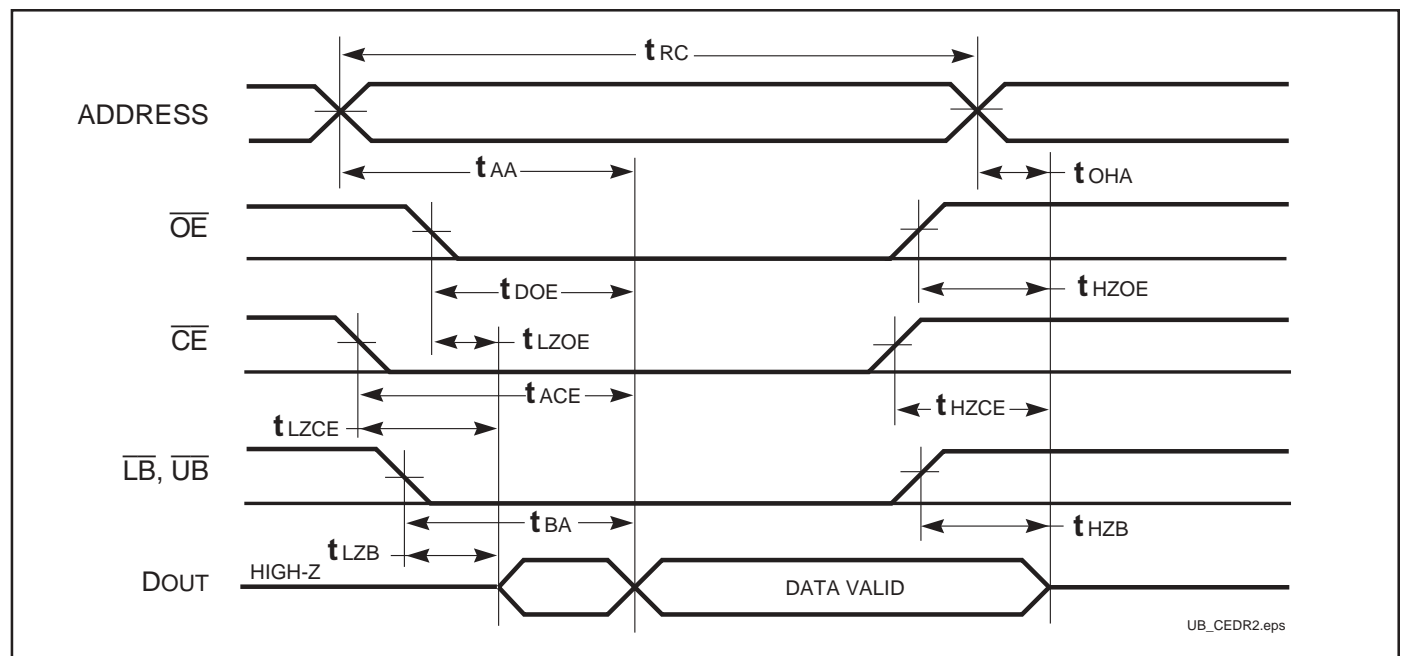 tRC
ADDRESS
tAA
tOHA
OE
tDOE
tHZOE
CE
tLZOE
tACE
tHZCE
tLZCE
LB, UB
tBA
tHZB
tLZB
DOUT
HIGH-Z
DATA VALID
UB_CEDR2.eps